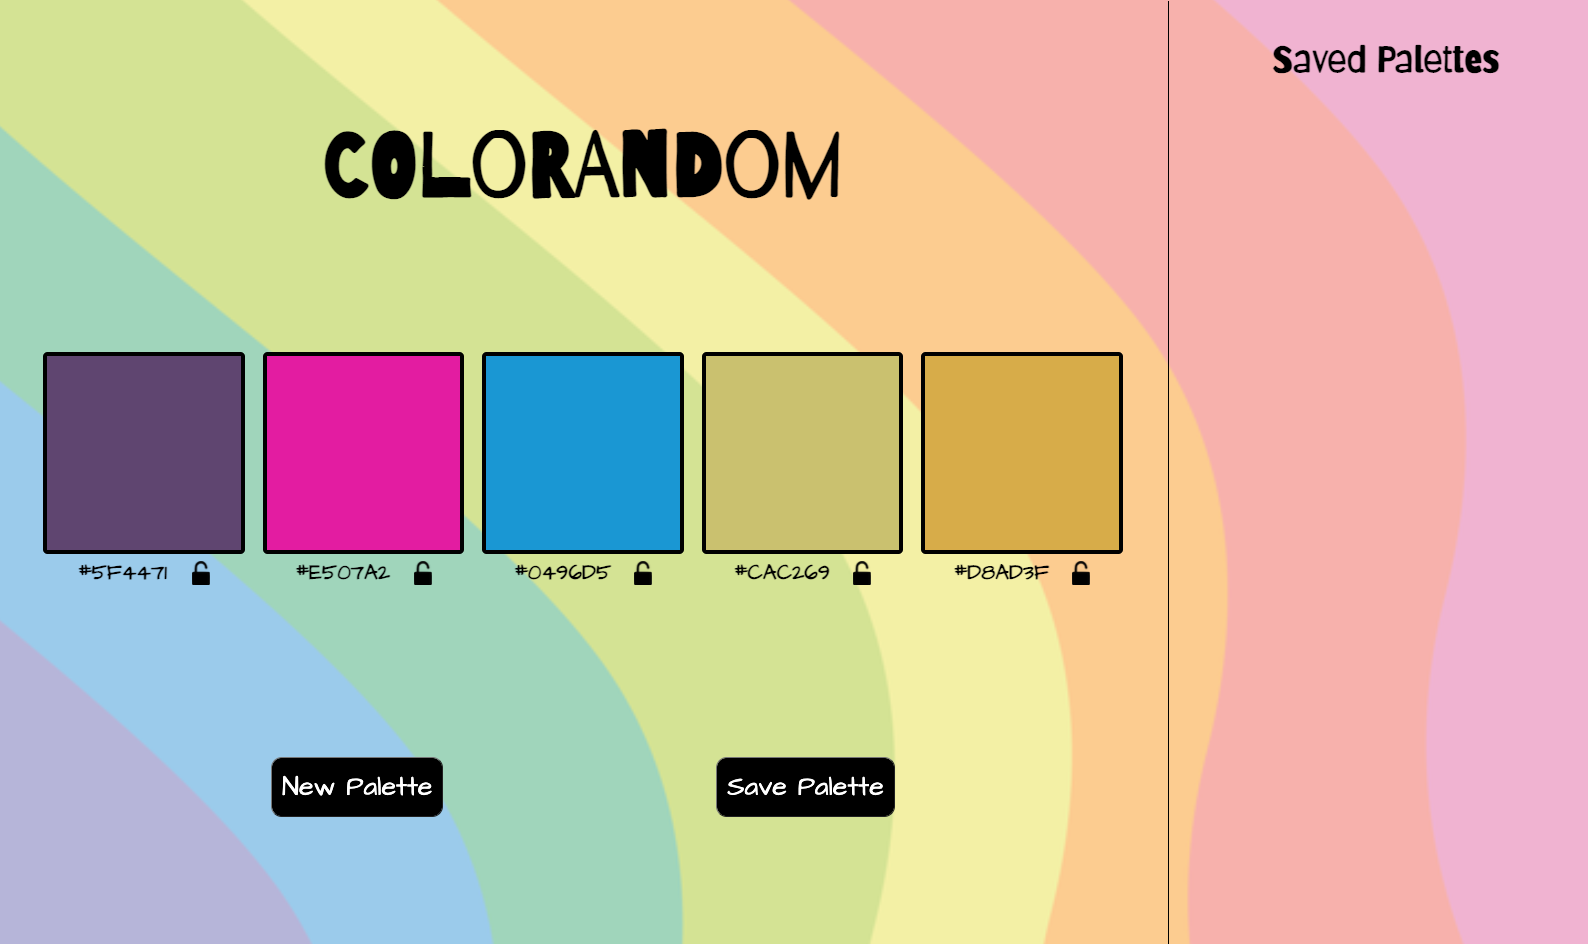 Saved Palettes
COLORANDOM
#5F4471
#E507A2
#0496D5
#CAC269
#D8AD3F
New Palette
Save Palette